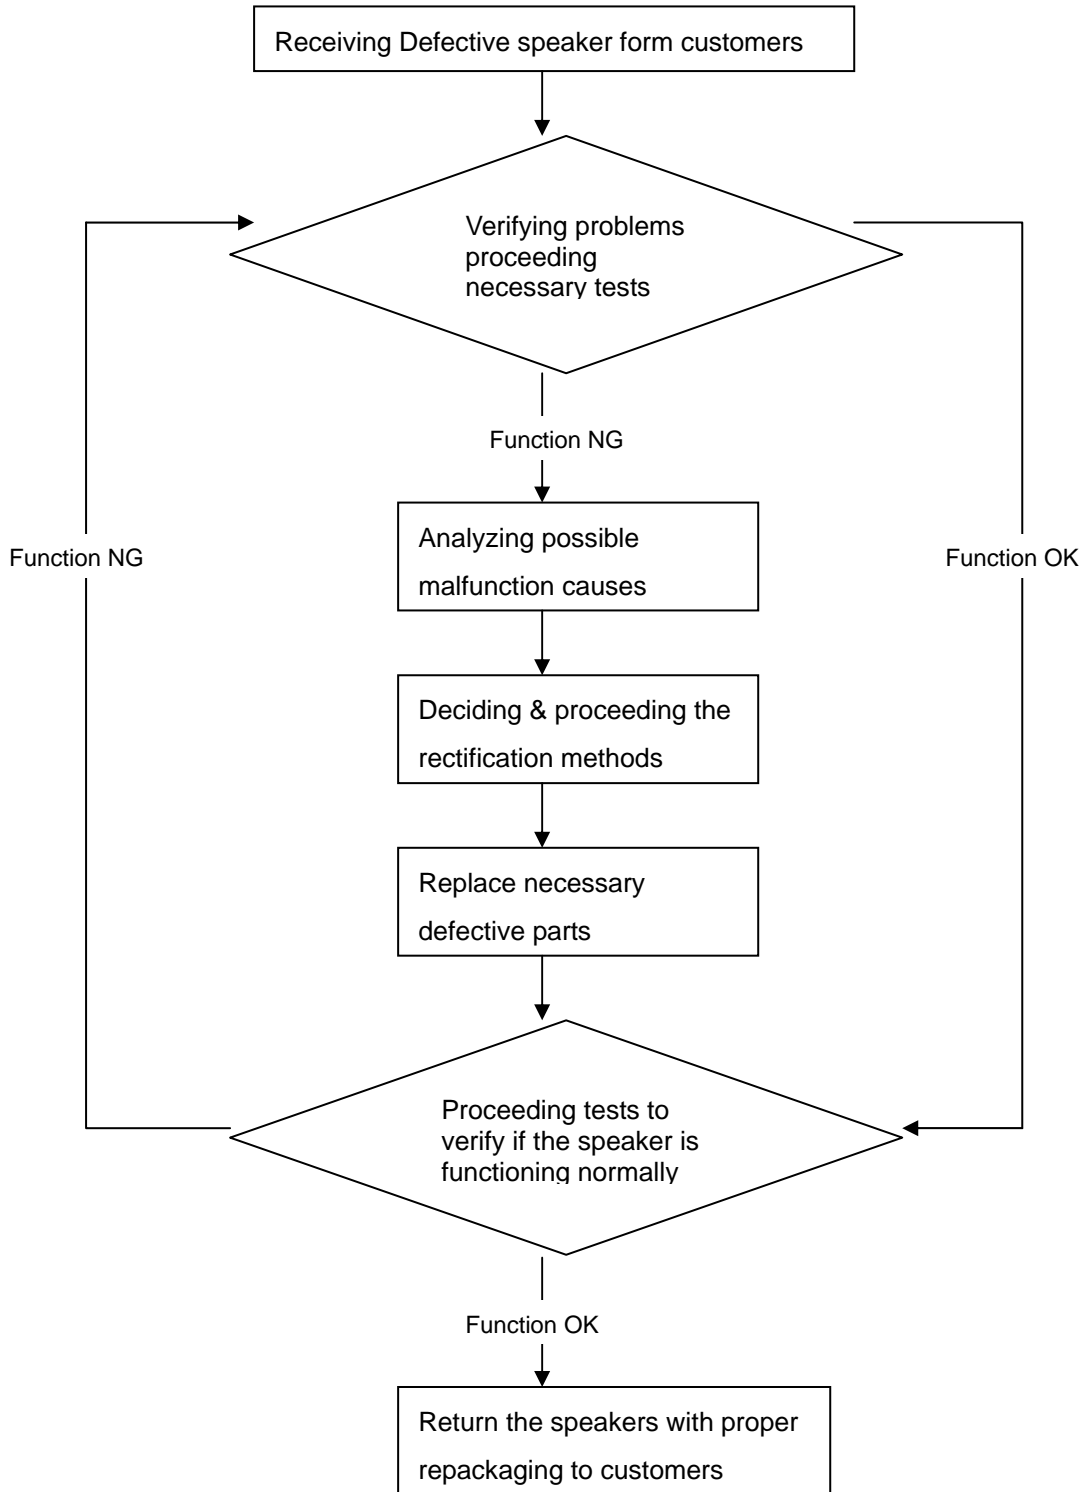 Receiving Defective speaker form customers
Verifying problems
proceeding
necessary tests
Function NG
Analyzing possible
malfunction causes
Function NG
Function OK
Deciding & proceeding the
rectification methods
Replace necessary
defective parts
Proceeding tests to
verify if the speaker is
functioning normally
Function OK
Return the speakers with proper
repackaging to customers